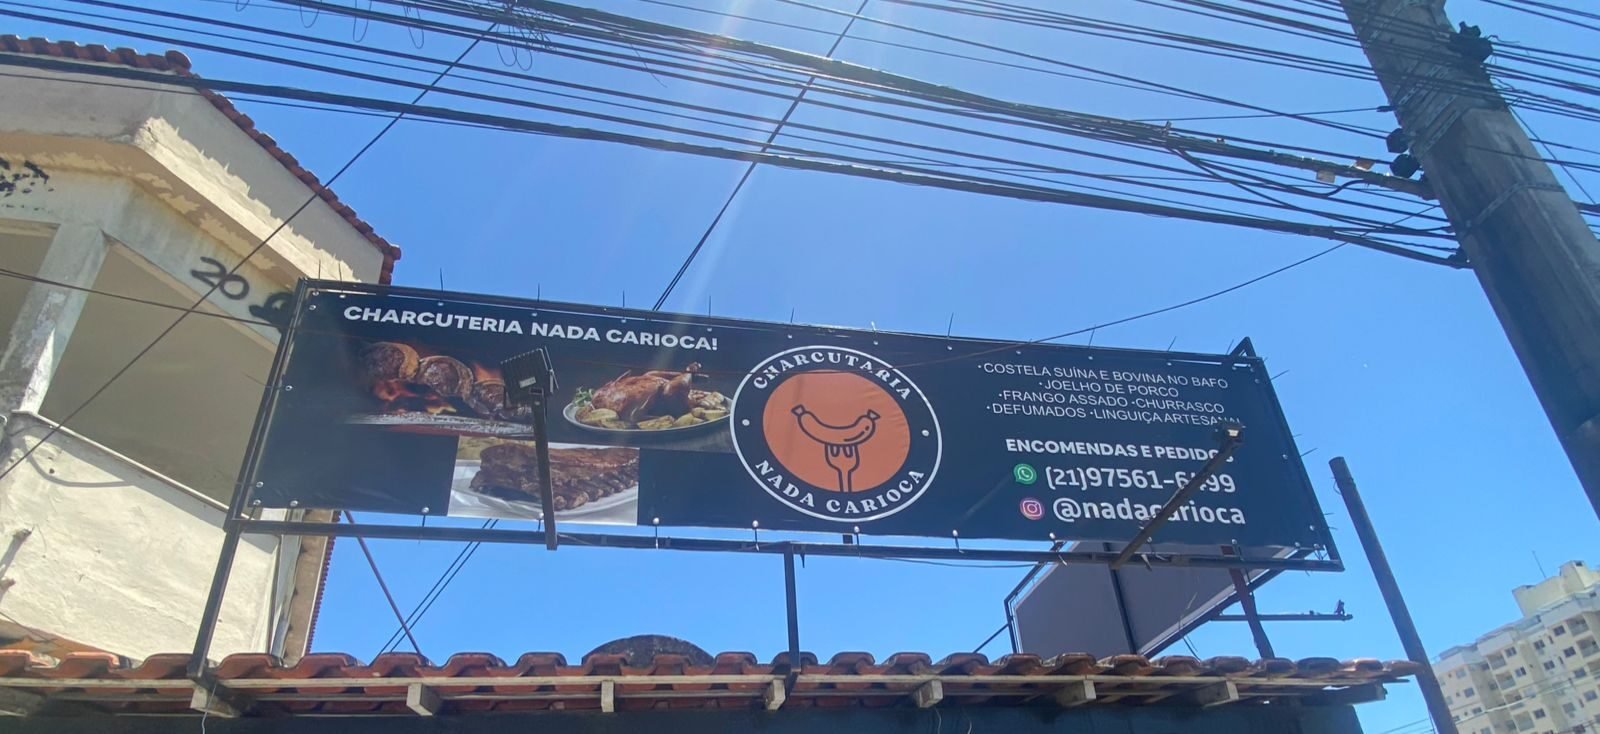 20
CHARCUTERIA NADA CARIOCA!
CHARCUTARIA
NADA CARIOCA
•COSTELA SUÍNA E BOVINA NO BAFO
•JOELHO DE PORCO
•FRANGO ASSADO •CHURRASCO
•DEFUMADOS •LINGUIÇA ARTESANAL
ENCOMENDAS E PEDIDOS
@nadacarioca